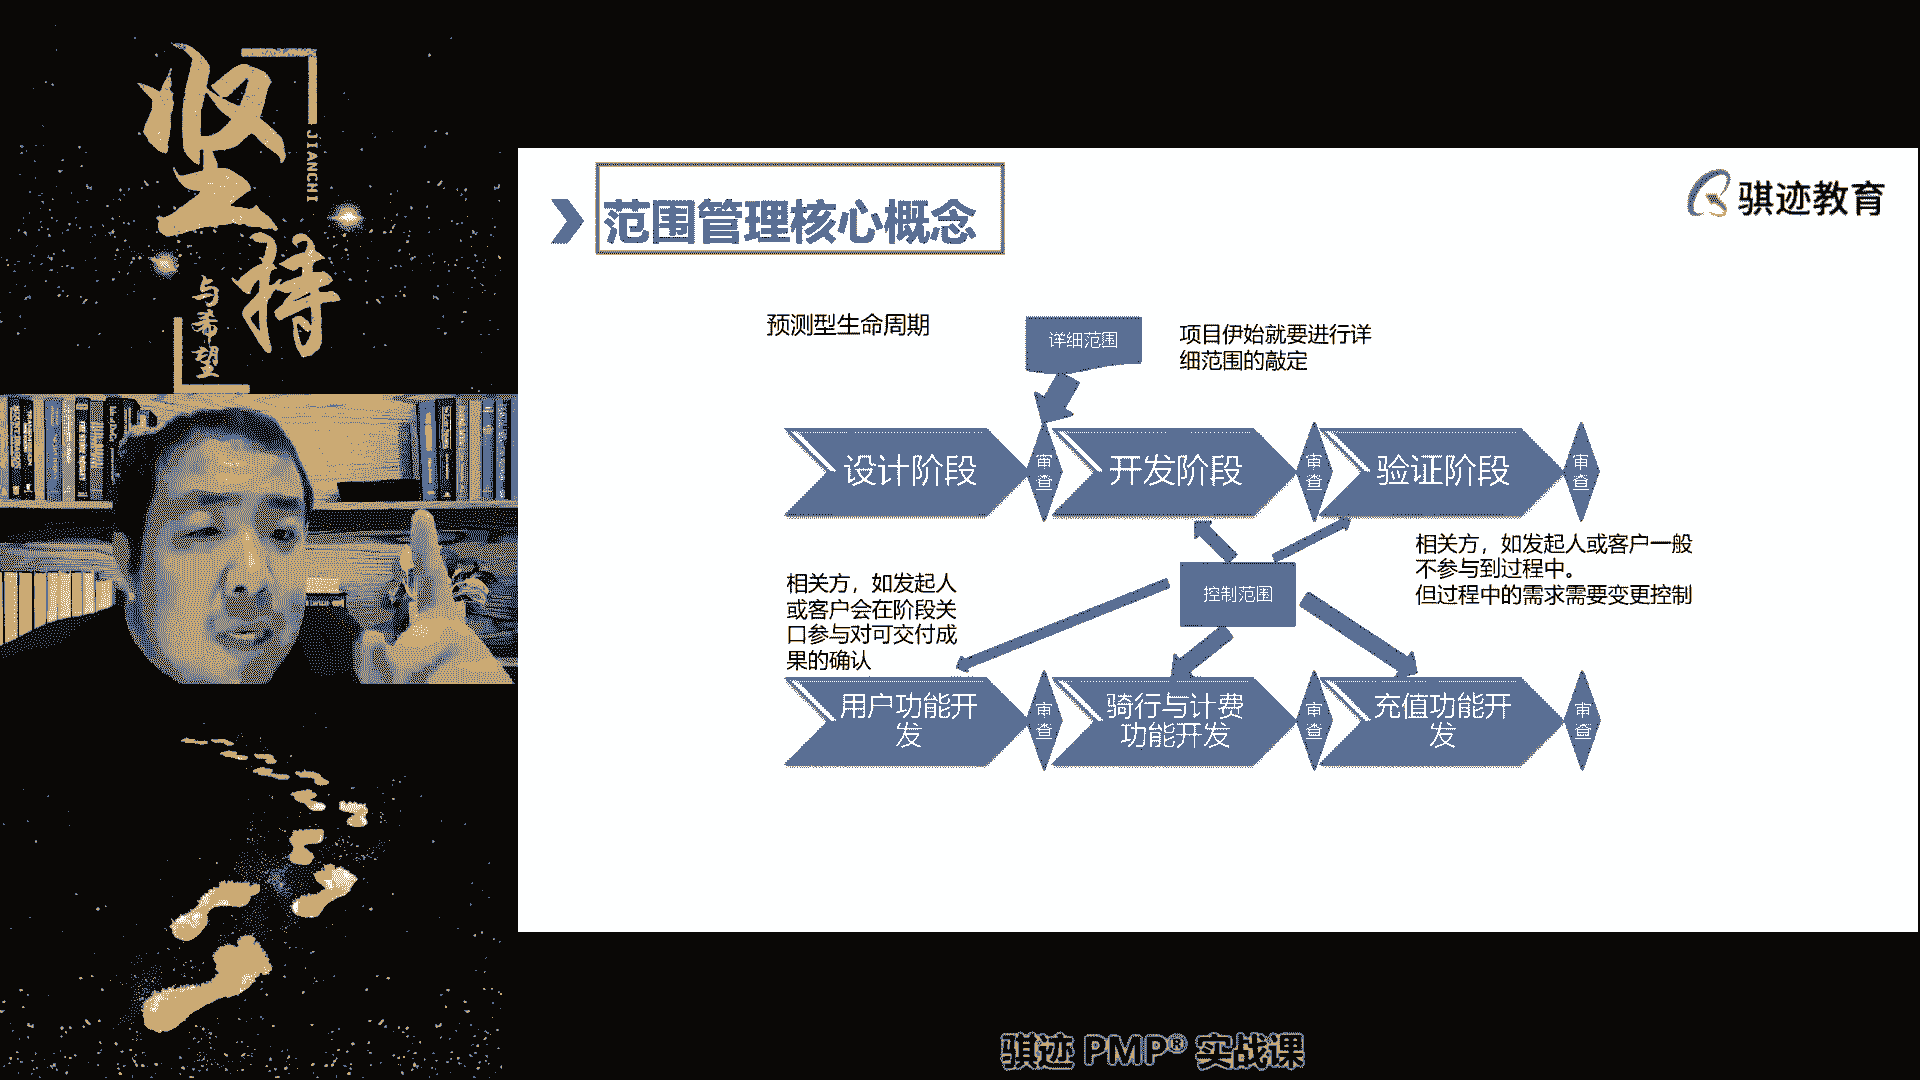 坚持
JIANCHI
与希望
范围管理核心概念
骐迹教育
预测型生命周期
详细范围
项目伊始就要进行详
细范围的敲定
设计阶段
审查
开发阶段
审查
验证阶段
审查
相关方，如发起人或客户一般
不参与到过程中。
但过程中的需求需要变更控制
控制范围
相关方，如发起人
或客户会在阶段关
口参与对可交付成
果的确认
用户功能开
发
审查
骑行与计费
功能开发
审查
充值功能开
发
审查
骐迹 PMP® 实战课